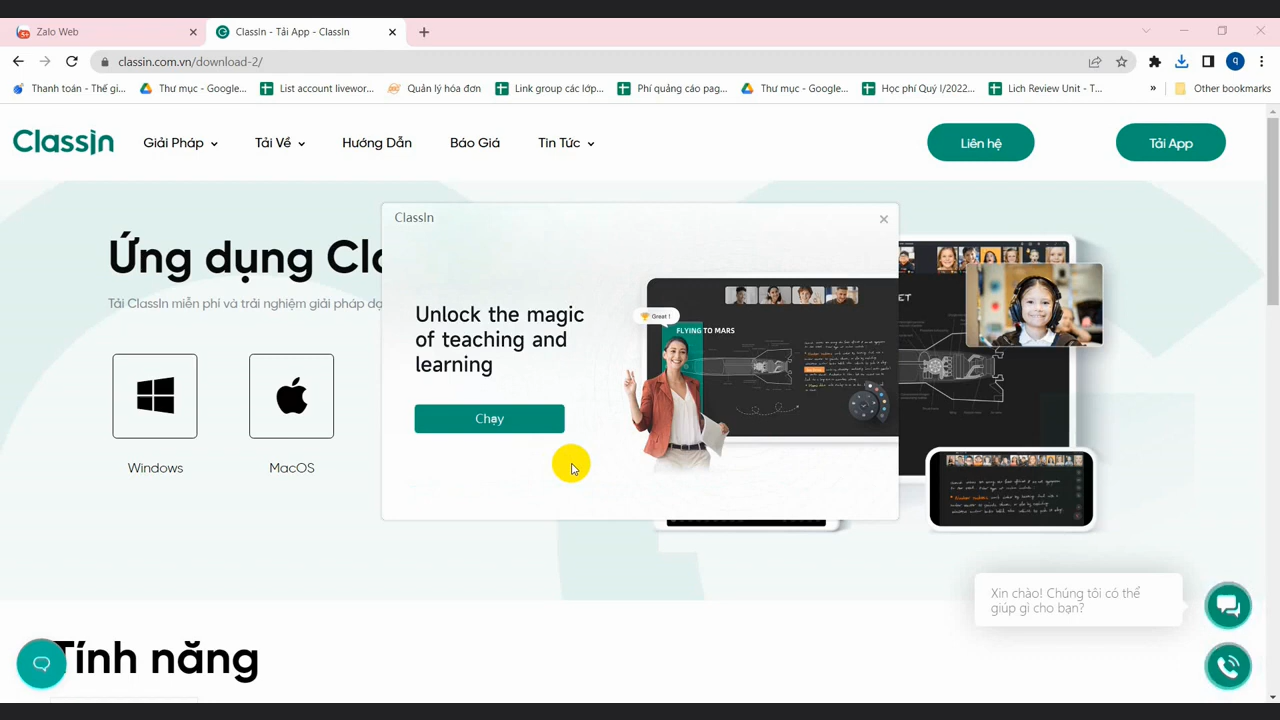 Zalo Web
ClassIn - Tải App - ClassIn
classin.com.vn/download-2/
Thanh toán - Thế gi...
Thư mục - Google...
List account livewor...
Quản lý hóa đơn
Link group các lớp...
Phí quảng cáo pag...
Thư mục - Google...
Học phí Quý I/2022...
Lich Review Unit - T...
Other bookmarks
ClassIn
Giải Pháp
Tải Về
Hướng Dẫn
Báo Giá
Tin Tức
Liên hệ
Tải App
Ứng dụng Cla
Tải ClassIn miễn phí và trải nghiệm giải pháp dạ
Windows
MacOS
ClassIn
Unlock the magic
of teaching and
learning
Chạy
Great !
FLYING TO MARS
Xin chào! Chúng tôi có thể
giúp gì cho bạn?
Tính năng